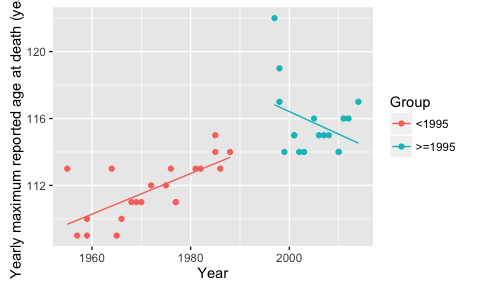 Yearly maximum reported age at death (ye
120
116
112
1960
1980
2000
Year
Group
<1995
>=1995